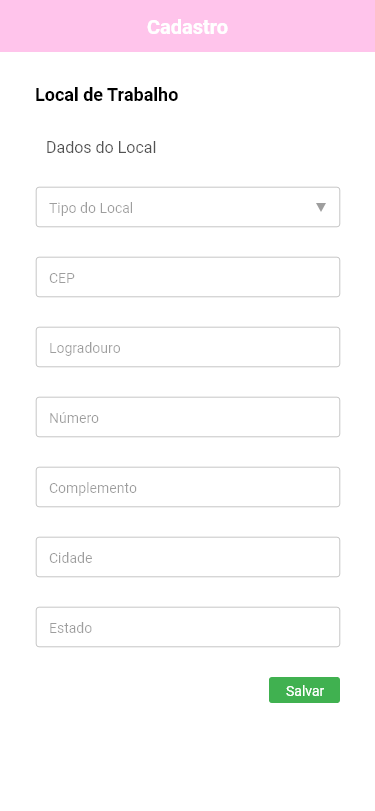 Cadastro
Local de Trabalho
Dados do Local
Tipo do Local
CEP
Logradouro
Número
Complemento
Cidade
Estado
Salvar